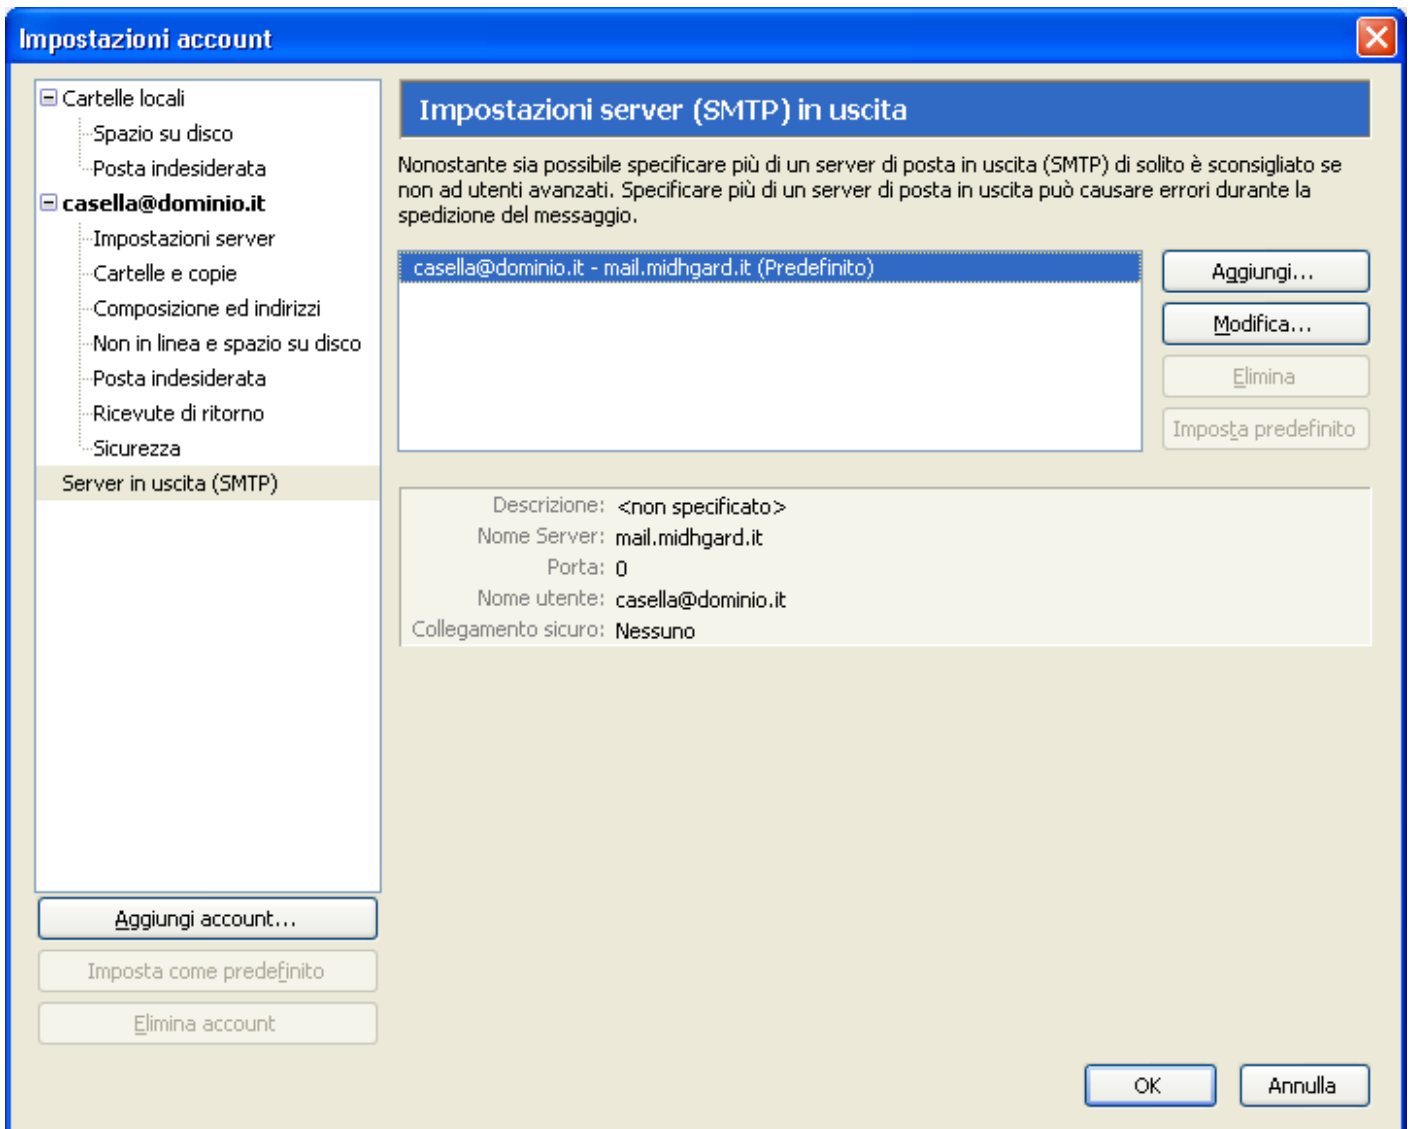 Impostazioni account
Cartelle locali
Spazio su disco
Posta indesiderata
casella@dominio.it
Impostazioni server
Cartelle e copie
Composizione ed indirizzi
Non in linea e spazio su disco
Posta indesiderata
Ricevute di ritorno
Sicurezza
Server in uscita (SMTP)
Aggiungi account...
Imposta come predefinito
Elimina account
Impostazioni server (SMTP) in uscita
Nonostante sia possibile specificare più di un server di posta in uscita (SMTP) di solito è sconsigliato se
non ad utenti avanzati. Specificare più di un server di posta in uscita può causare errori durante la
spedizione del messaggio.
casella@dominio.it - mail.midhgard.it (Predefinito)
Aggiungi...
Modifica...
Elimina
Imposta predefinito
Descrizione: <non specificato>
Nome Server: mail.midhgard.it
Porta: 0
Nome utente: casella@dominio.it
Collegamento sicuro: Nessuno
OK
Annulla